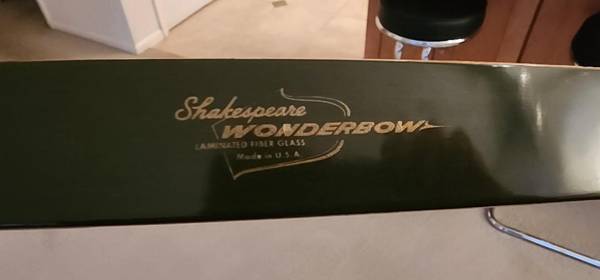 Shakespeare
WONDERBOW
LAMINATED FIBER GLASS
Made in U.S.A.